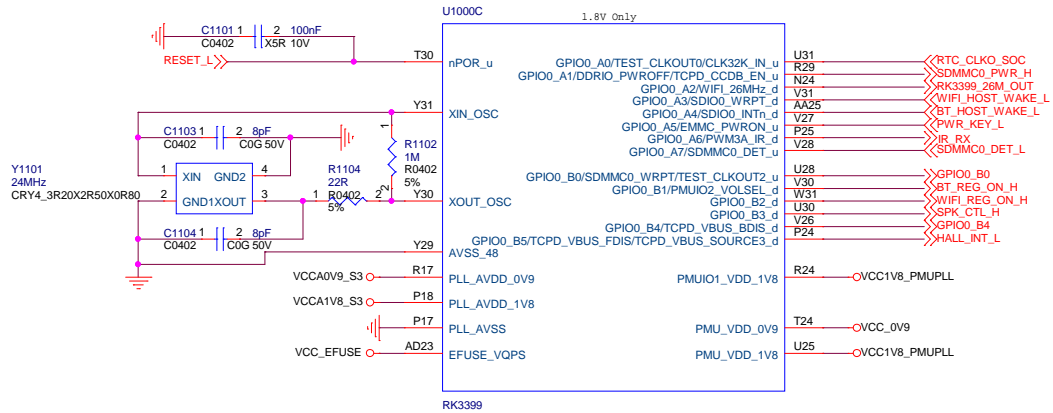 U1000C
1.8V Only
C1101 1 2 100nF
C0402 X5R 10V
RESET_L
T30 nPOR_u
Y31 XIN_OSC
C1103 1 2 8pF
C0402 C0G 50V
Y1101
24MHz
CRY4_3R20X2R50X0R80
1 XIN GND2 4
2 GND1 XOUT 3
1
R1102
1M
R0402
5%
2
R1104
22R
1 R0402 2
5%
Y30 XOUT_OSC
C1104 1 2 8pF
C0402 C0G 50V
Y29 AVSS_48
VCCA0V9_S3 R17 PLL_AVDD_0V9
VCCA1V8_S3 P18 PLL_AVDD_1V8
P17 PLL_AVSS
VCC_EFUSE AD23 EFUSE_VQPS
GPIO0_A0/TEST_CLKOUT0/CLK32K_IN_u U31 RTC_CLKO_SOC
GPIO0_A1/DDRIO_PWROFF/TCPD_CCDB_EN_u R29 SDMMC0_PWR_H
GPIO0_A2/WIFI_26MHz_d N24 RK3399_26M_OUT
GPIO0_A3/SDIO0_WRPT_d V31 WIFI_HOST_WAKE_L
GPIO0_A4/SDIO0_INTn_d AA25 BT_HOST_WAKE_L
GPIO0_A5/EMMC_PWRON_u V27 PWR_KEY_L
GPIO0_A6/PWM3A_IR_d P25 IR_RX
GPIO0_A7/SDMMC0_DET_u V28 SDMMC0_DET_L
GPIO0_B0/SDMMC0_WRPT/TEST_CLKOUT2_u U28 GPIO0_B0
GPIO0_B1/PMUIO2_VOLSEL_d V30 BT_REG_ON_H
GPIO0_B2_d W31 WIFI_REG_ON_H
GPIO0_B3_d U30 SPK_CTL_H
GPIO0_B4/TCPD_VBUS_BDIS_d V26 GPIO0_B4
GPIO0_B5/TCPD_VBUS_FDIS/TCPD_VBUS_SOURCE3_d P24 HALL_INT_L
PMUIO1_VDD_1V8 R24 VCC1V8_PMUPLL
PMU_VDD_0V9 T24 VCC_0V9
PMU_VDD_1V8 U25 VCC1V8_PMUPLL
RK3399